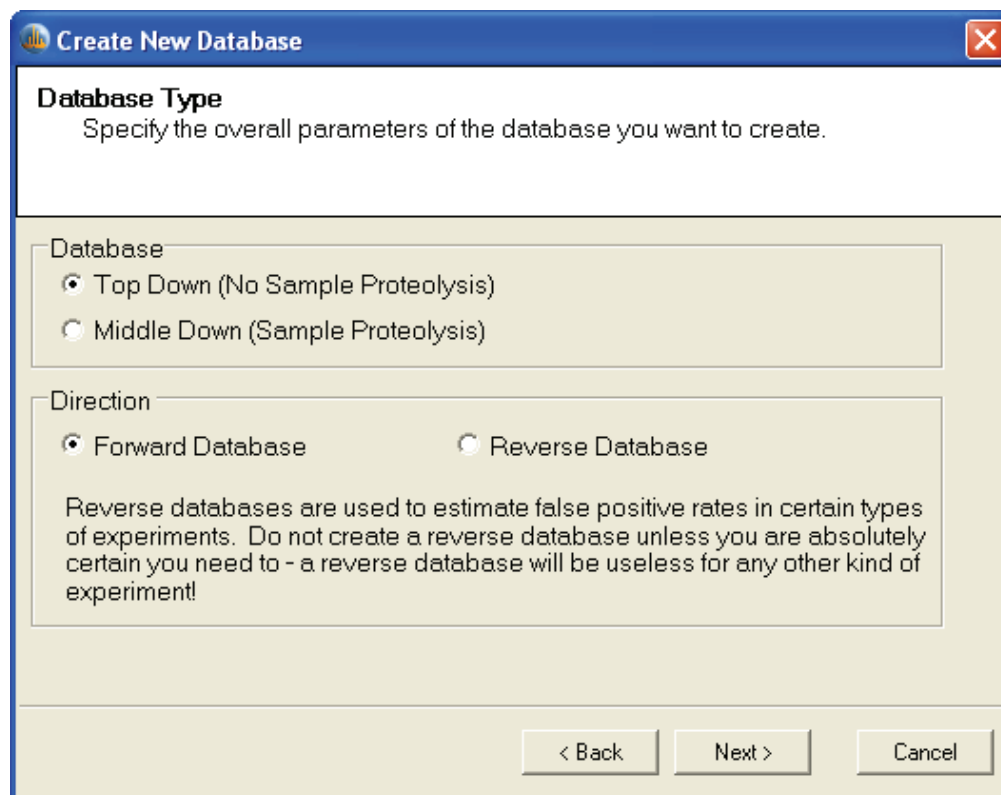 Create New Database
Database Type
Specify the overall parameters of the database you want to create.
Database
Top Down (No Sample Proteolysis)
Middle Down (Sample Proteolysis)
Direction
Forward Database
Reverse Database
Reverse databases are used to estimate false positive rates in certain types
of experiments. Do not create a reverse database unless you are absolutely
certain you need to - a reverse database will be useless for any other kind of
experiment!
< Back
Next >
Cancel